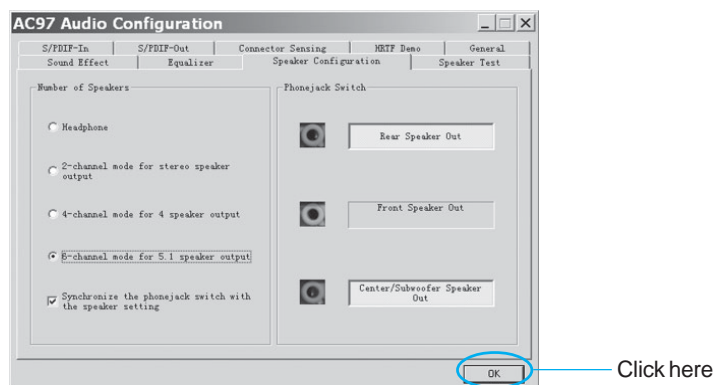 AC97 Audio Configuration
S/PDIF-In
S/PDIF-Out
Connector Sensing
HRTF Demo
General
Sound Effect
Equalizer
Speaker Configuration
Speaker Test
Number of Speakers
Headphone
2-channel mode for stereo speaker
output
4-channel mode for 4 speaker output
6-channel mode for 5.1 speaker output
Synchronize the phonejack switch with
the speaker setting
Phonejack Switch
Rear Speaker Out
Front Speaker Out
Center/Subwoofer Speaker
Out
OK
Click here